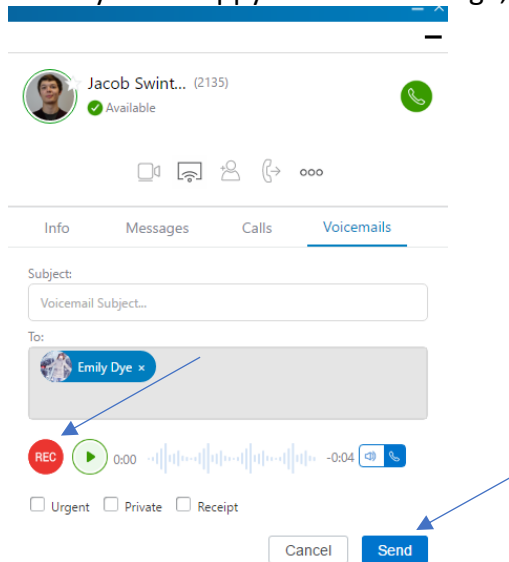 Jacob Swint... (2135)
Available
Info Messages Calls Voicemails
Subject:
Voicemail Subject...
To:
Emily Dye ×
REC 0:00 -0:04
Urgent Private Receipt
Cancel Send